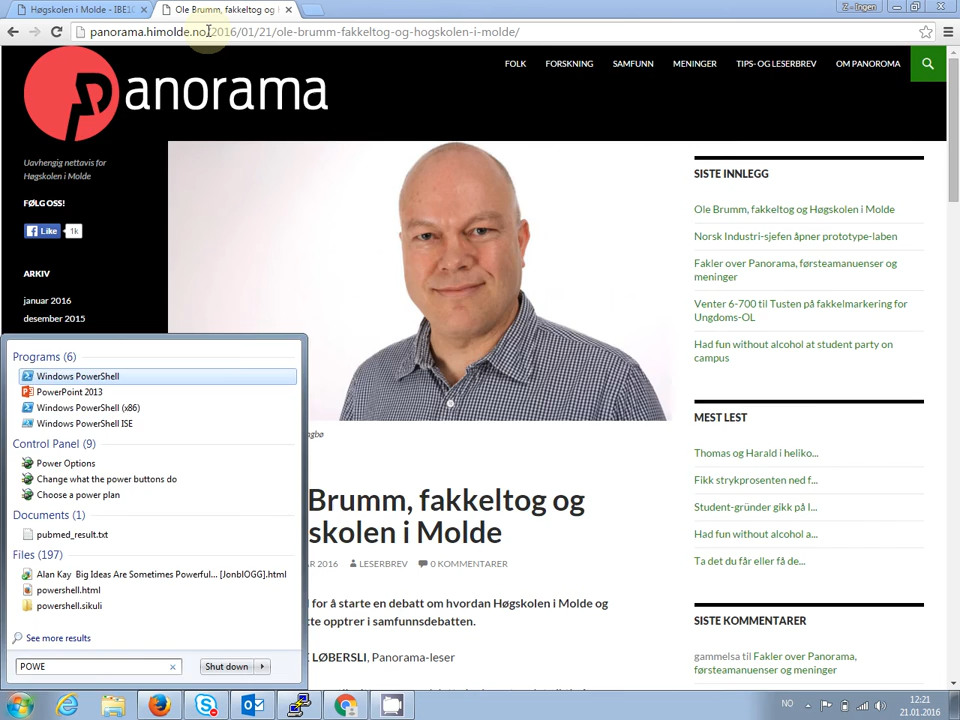 Høgskolen i Molde - IBE1
Ole Brumm, fakkeltog og
Z - Ingen
panorama.himolde.no/2016/01/21/ole-brumm-fakkeltog-og-hogskolen-i-molde/
panorama
FOLK FORSKNING SAMFUNN MENINGER TIPS- OG LESERBREV OM PANOROMA
Uavhengig nettavis for
Høgskolen i Molde
FØLG OSS!
Like 1k
ARKIV
januar 2016
desember 2015
Programs (6)
Windows PowerShell
PowerPoint 2013
Windows PowerShell (x86)
Windows PowerShell ISE
Control Panel (9)
Power Options
Change what the power buttons do
Choose a power plan
Documents (1)
pubmed_result.txt
Files (197)
Alan Kay Big Ideas Are Sometimes Powerful... [JonbIOGG].html
powershell.html
powershell.sikuli
See more results
POWE
Shut down
Brumm, fakkeltog og
skolen i Molde
AR 2016 LESERBREV 0 KOMMENTARER
for å starte en debatt om hvordan Høgskolen i Molde og
te opptrer i samfunnsdebatten.
LØBERSLI, Panorama-leser
SISTE INNLEGG
Ole Brumm, fakkeltog og Høgskolen i Molde
Norsk Industri-sjefen åpner prototype-laben
Fakler over Panorama, førsteamanuenser og
meninger
Venter 6-700 til Tusten på fakkelmarkering for
Ungdoms-OL
Had fun without alcohol at student party on
campus
MEST LEST
Thomas og Harald i heliko...
Fikk strykprosenten ned f...
Student-gründer gikk på l...
Had fun without alcohol a...
Ta det du får eller få de...
SISTE KOMMENTARER
gammelsa til Fakler over Panorama,
førsteamanuenser og meninger
NO
12:21
21.01.2016